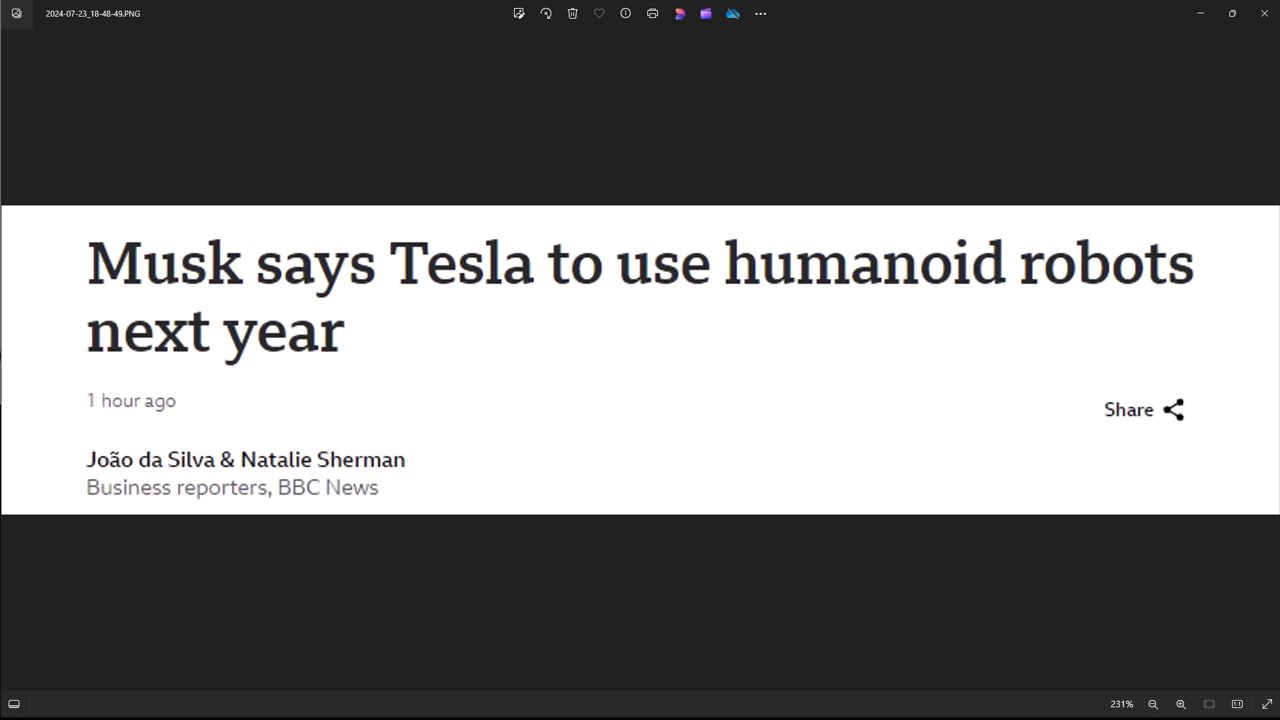 2024-07-23_18-48-49.PNG
Musk says Tesla to use humanoid robots
next year
1 hour ago
Share
João da Silva & Natalie Sherman
Business reporters, BBC News
231%